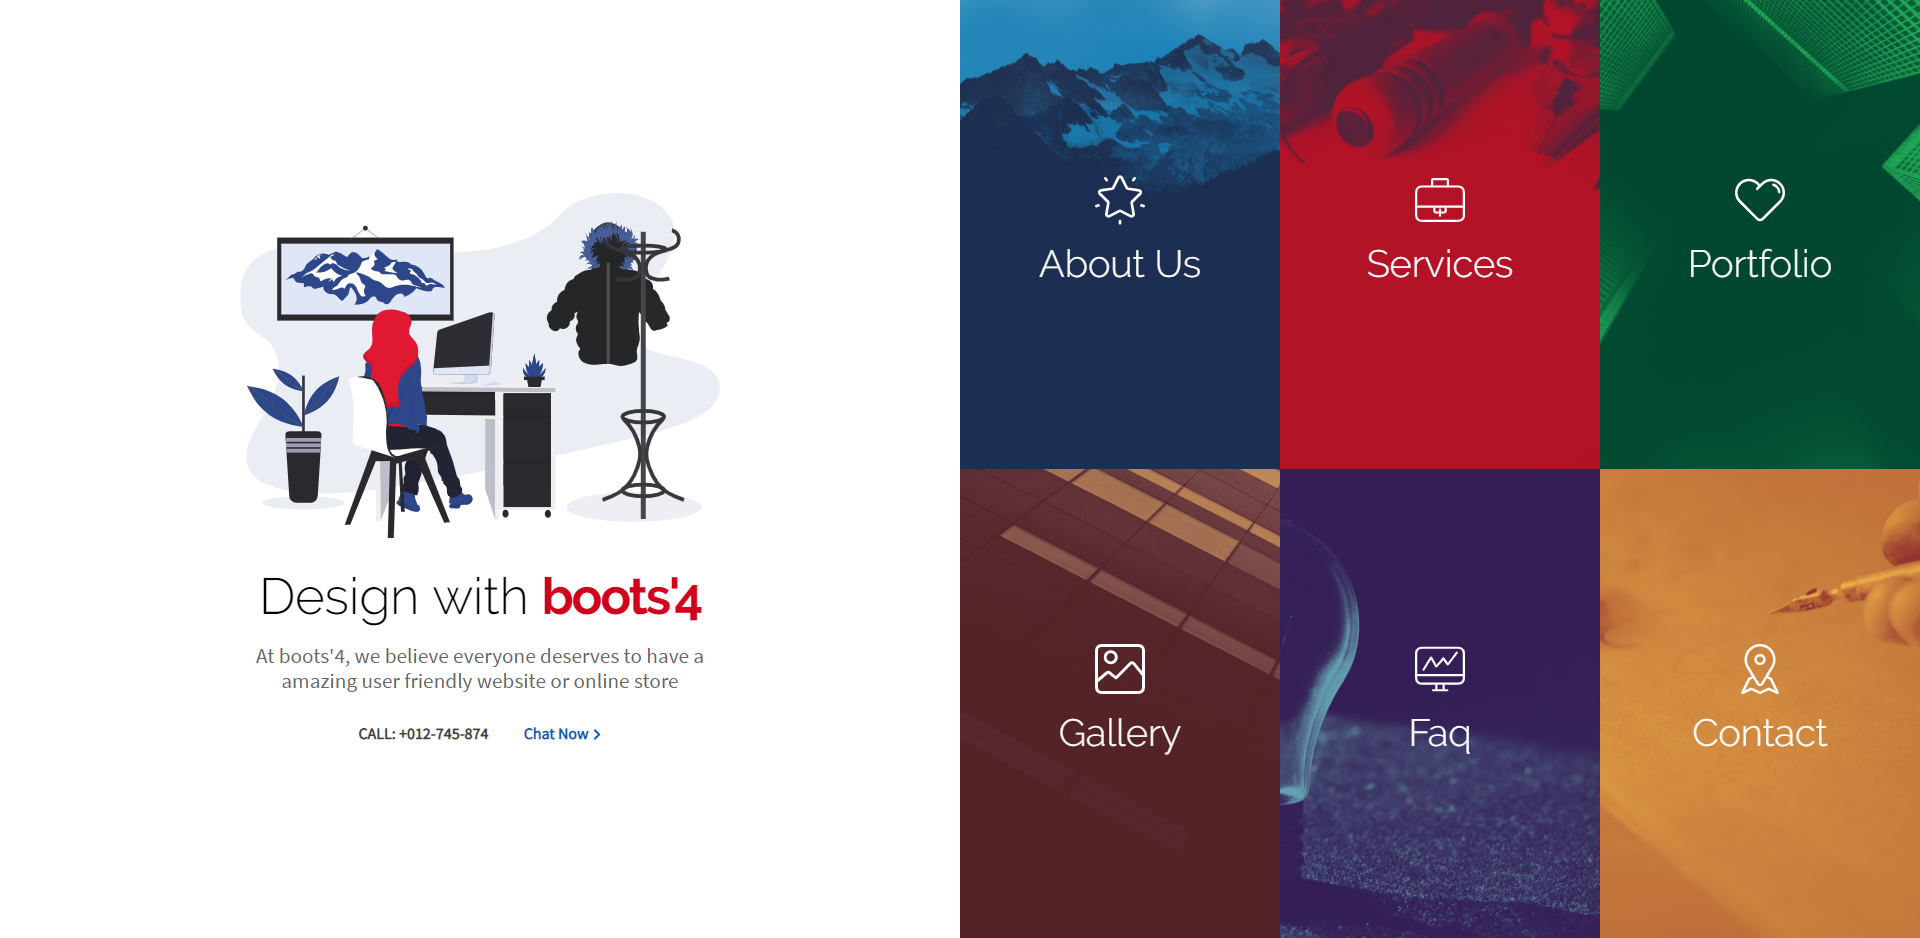 Design with boots'4
At boots'4, we believe everyone deserves to have a
amazing user friendly website or online store
CALL: +012-745-874 Chat Now
About Us
Services
Portfolio
Gallery
Faq
Contact